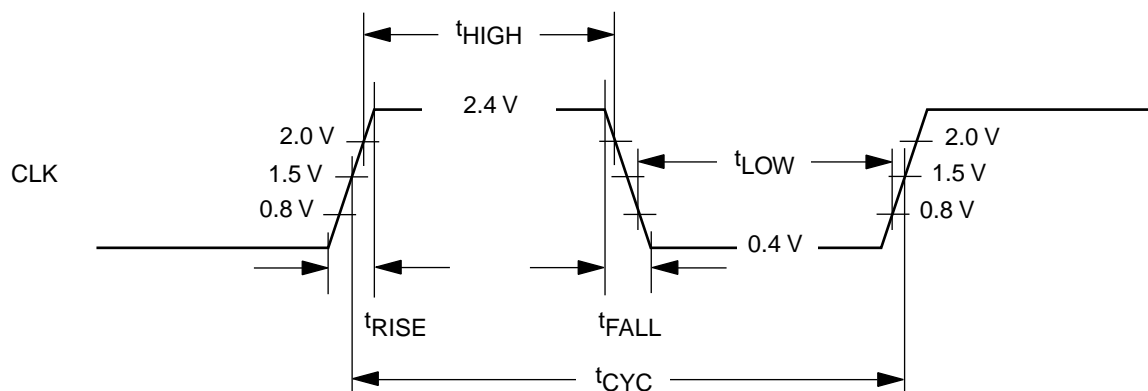 tHIGH
2.4 V
2.0 V
2.0 V
CLK
1.5 V
tLOW
1.5 V
0.8 V
0.8 V
0.4 V
tRISE
tFALL
tCYC